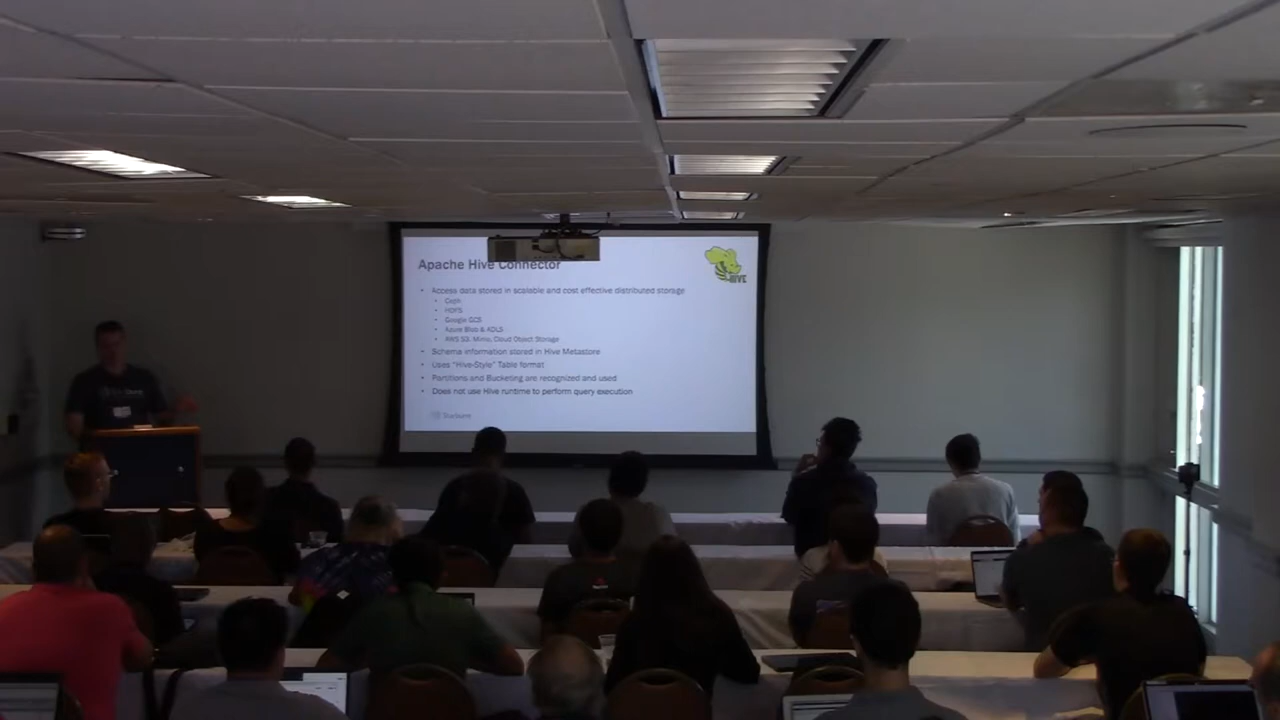 Apache Hive Connector
HIVE
Access data stored in scalable and cost effective distributed storage
Ceph
HDFS
Google GCS
Azure Blob & ADLS
AWS S3, Minio, Cloud Object Storage
Schema information stored in Hive Metastore
Uses "Hive-Style" Table format
Partitions and Bucketing are recognized and used
Does not use Hive runtime to perform query execution
Starburst